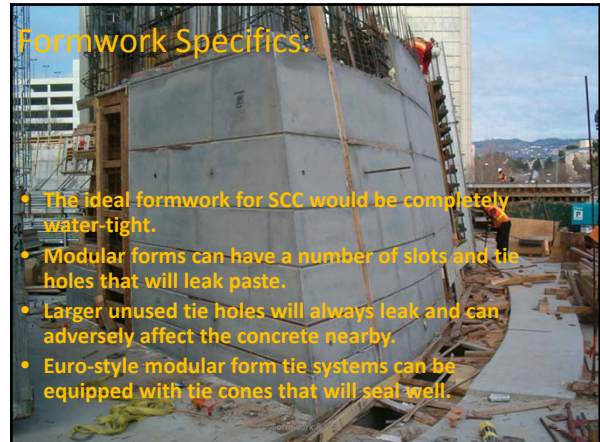 Formwork Specifics:
• The ideal formwork for SCC would be completely
water-tight.
• Modular forms can have a number of slots and tie
holes that will leak paste.
• Larger unused tie holes will always leak and can
adversely affect the concrete nearby.
• Euro-style modular form tie systems can be
equipped with tie cones that will seal well.